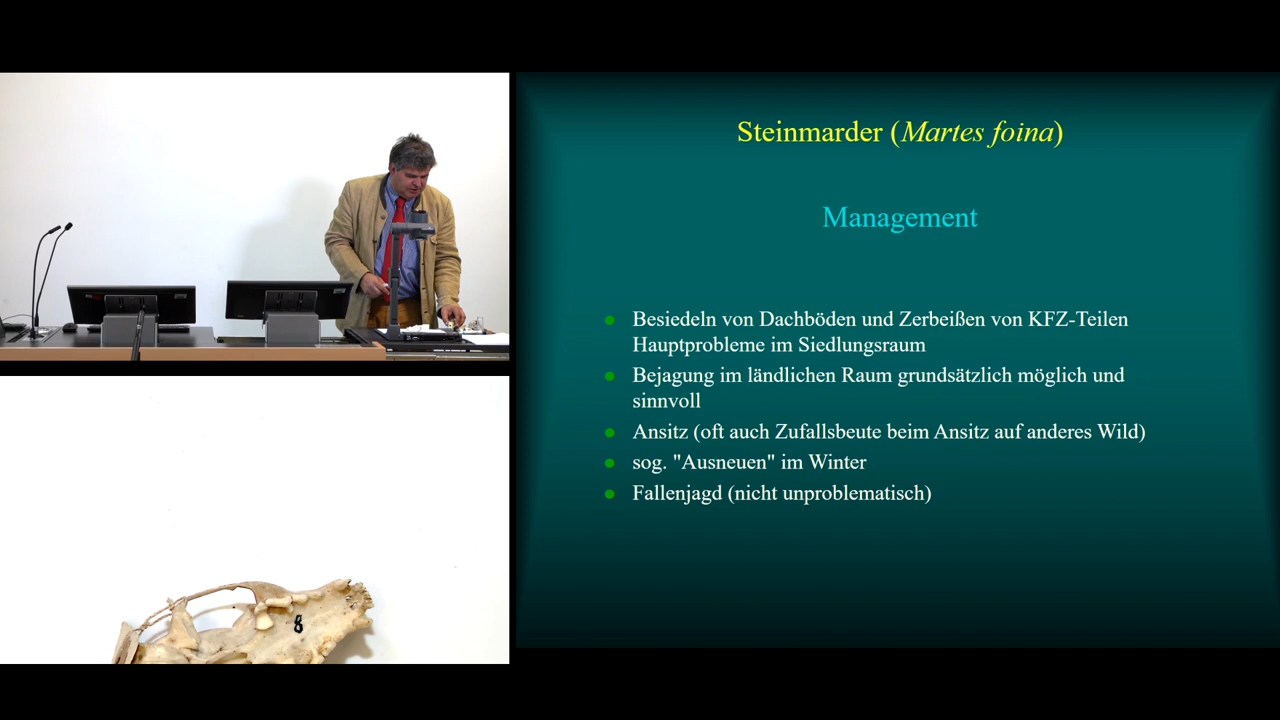 Steinmarder (Martes foina)
Management
Besiedeln von Dachböden und Zerbeißen von KFZ-Teilen
Hauptprobleme im Siedlungsraum
Bejagung im ländlichen Raum grundsätzlich möglich und
sinnvoll
Ansitz (oft auch Zufallsbeute beim Ansitz auf anderes Wild)
sog. "Ausneuen" im Winter
Fallenjagd (nicht unproblematisch)
8